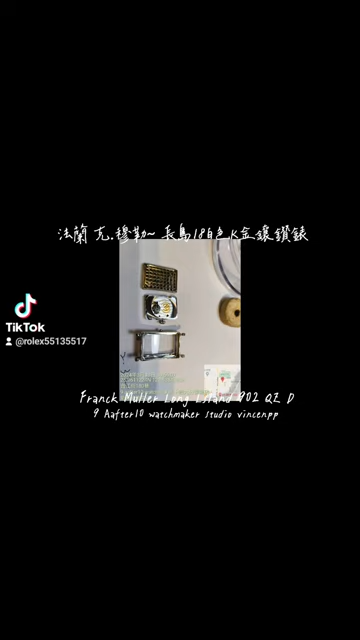 法蘭克.穆勒~長島18白色K金鑲鑽錶
TikTok
@rolex55135517
Franck Muller Long Island 902 QZ D
9 Aafter10 watchmaker studio vincenpp